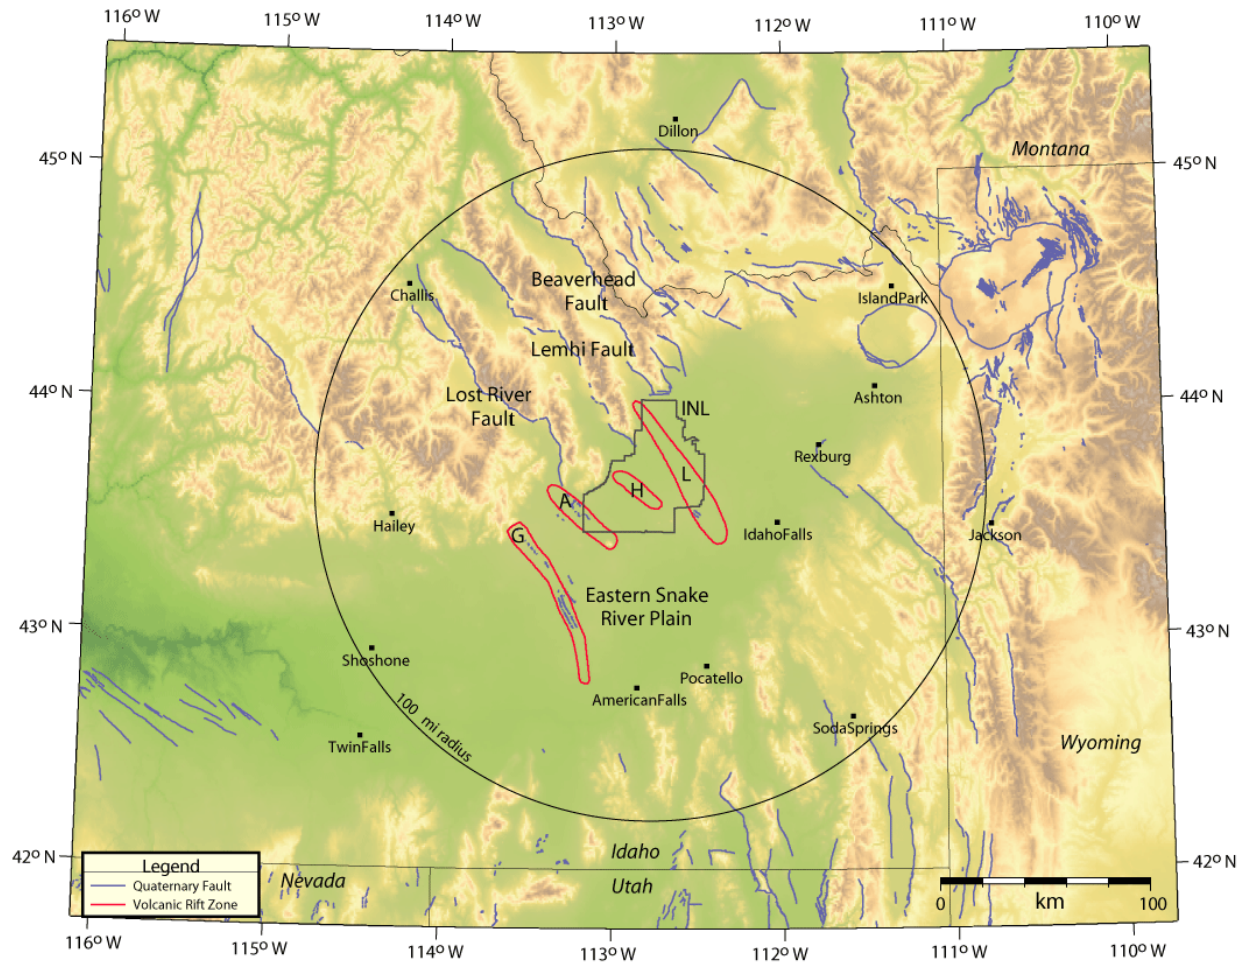 116° W
115° W
114° W
113° W
112° W
111° W
110° W
Dillon
Montana
45° N
45° N
Beaverhead
Fault
Challis
IslandPark
Lemhi Fault
44° N
44° N
Lost River
Fault
Ashton
INL
Rexburg
L
H
A
Hailey
G
IdahoFalls
Jackson
Eastern Snake
River Plain
43° N
43° N
Shoshone
Pocatello
AmericanFalls
100 mi radius
SodaSprings
TwinFalls
Wyoming
42° N
42° N
Idaho
Utah
Nevada
Legend
Quaternary Fault
Volcanic Rift Zone
0
km
100
116° W
115° W
114° W
113° W
112° W
111° W
110° W